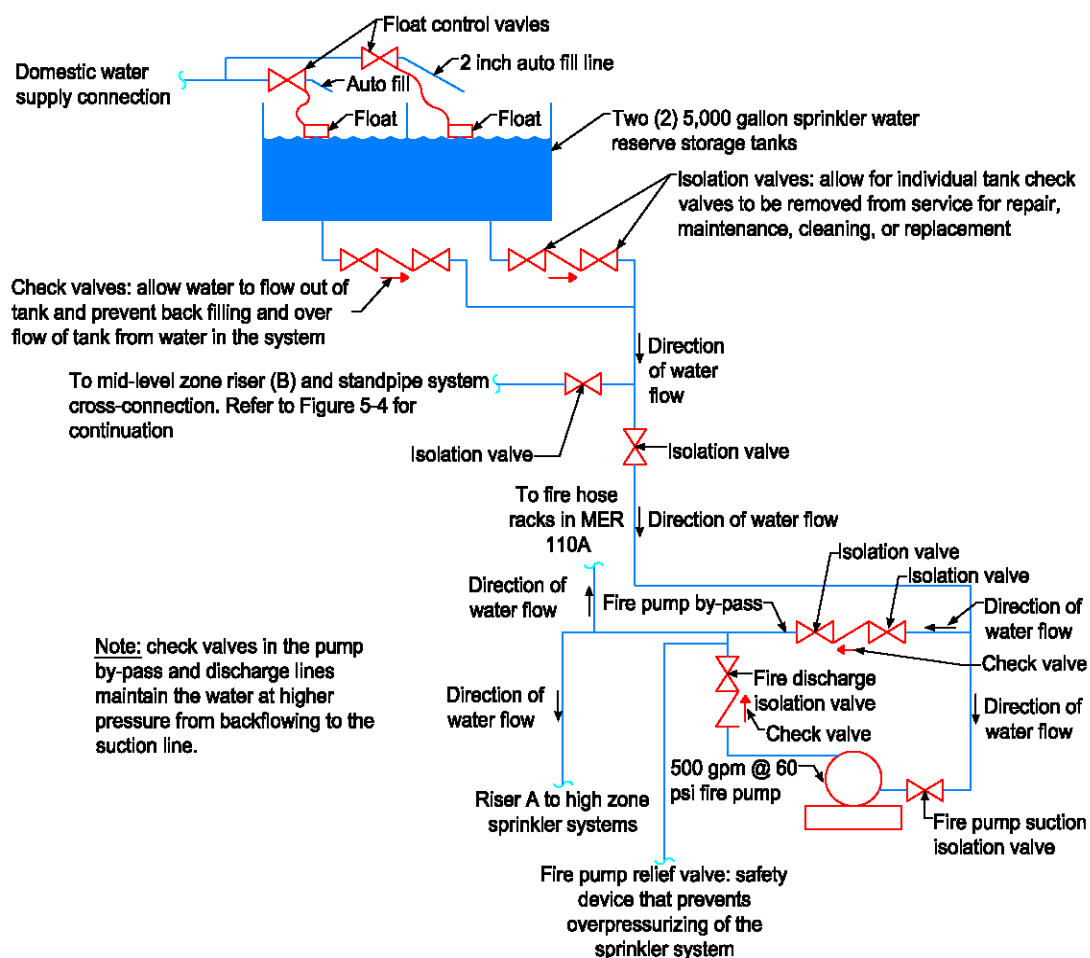 Float control vavles
2 inch auto fill line
Domestic water
supply connection
Auto fill
Float
Float
Two (2) 5,000 gallon sprinkler water
reserve storage tanks
Isolation valves: allow for individual tank check
valves to be removed from service for repair,
maintenance, cleaning, or replacement
Check valves: allow water to flow out of
tank and prevent back filling and over
flow of tank from water in the system
Direction
of water
flow
To mid-level zone riser (B) and standpipe system
cross-connection. Refer to Figure 5-4 for
continuation
Isolation valve
Isolation valve
To fire hose
racks in MER
110A
Direction of water flow
Isolation valve
Isolation valve
Direction of
water flow
Fire pump by-pass
Direction of
water flow
Check valve
Note: check valves in the pump
by-pass and discharge lines
maintain the water at higher
pressure from backflowing to the
suction line.
Direction of
water flow
Fire discharge
isolation valve
Check valve
Direction of
water flow
500 gpm @ 60
psi fire pump
Riser A to high zone
sprinkler systems
Fire pump suction
isolation valve
Fire pump relief valve: safety
device that prevents
overpressurizing of the
sprinkler system